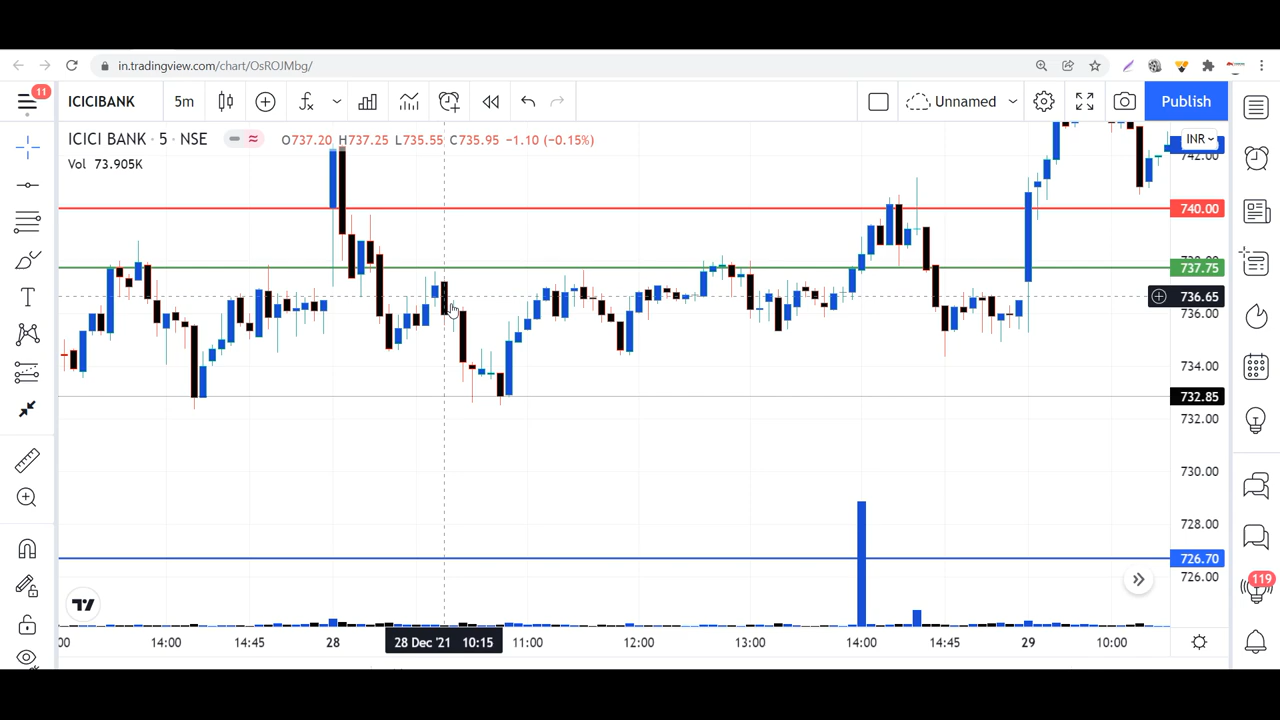 in.tradingview.com/chart/OsROJMbg/
11
ICICIBANK
5m
Unnamed
Publish
ICICI BANK · 5 · NSE
O737.20 H737.25 L735.55 C735.95 −1.10 (−0.15%)
Vol 73.905K
INR
742.00
740.00
737.75
736.65
736.00
734.00
732.85
732.00
730.00
728.00
726.70
726.00
119
14:00
14:45
28
28 Dec '21 10:15
11:00
12:00
13:00
14:00
14:45
29
10:00